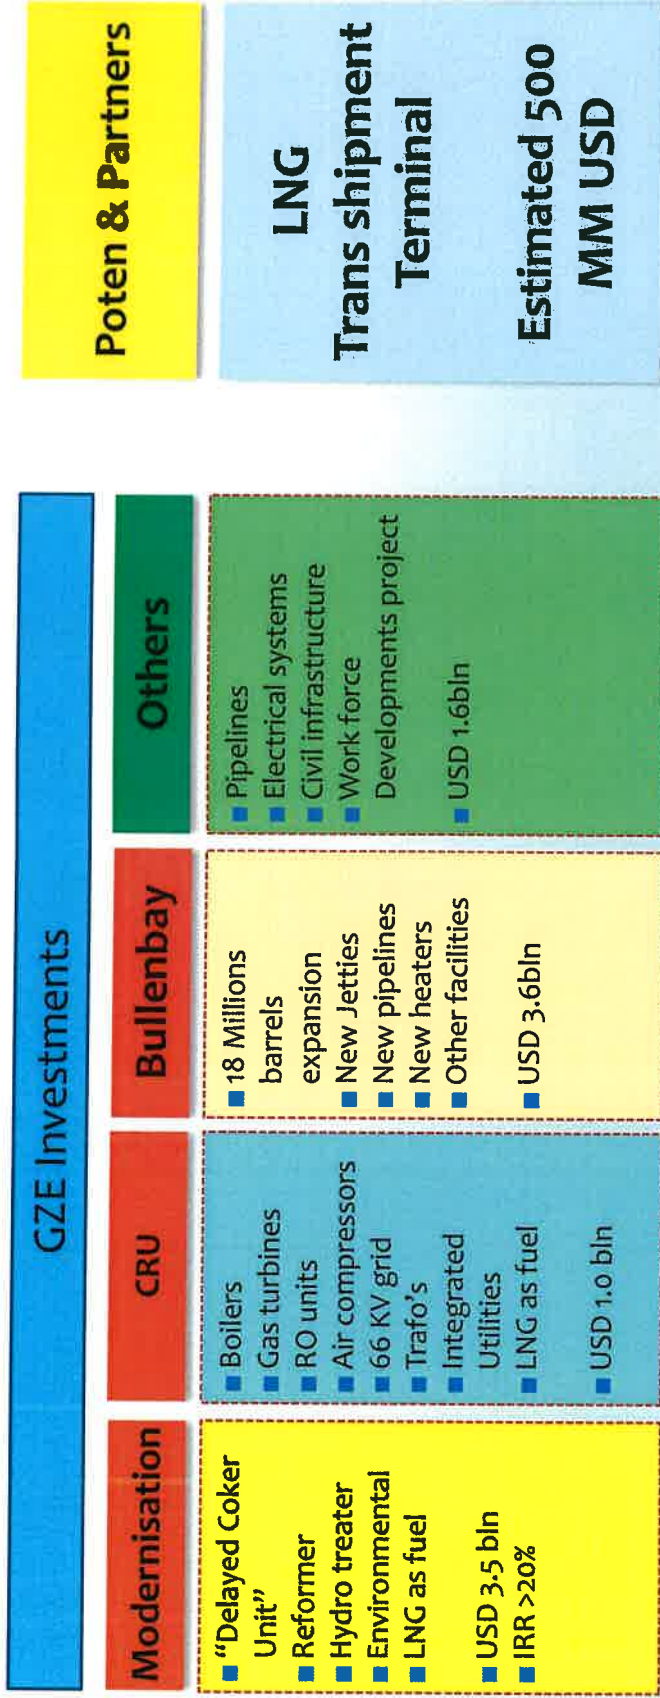 GZE Investments
Modernisation
"Delayed Coker
Unit"
Reformer
Hydro treater
Environmental
LNG as fuel
USD 3.5 bln
IRR >20%
CRU
Boilers
Gas turbines
RO units
Air compressors
66 KV grid
Trafo's
Integrated
Utilities
LNG as fuel
USD 1.0 bln
Bullenbay
18 Millions
barrels
expansion
New Jetties
New pipelines
New heaters
Other facilities
USD 3.6bln
Others
Pipelines
Electrical systems
Civil infrastructure
Work force
Developments project
USD 1.6bln
Poten & Partners
LNG
Trans shipment
Terminal
Estimated 500
MM USD